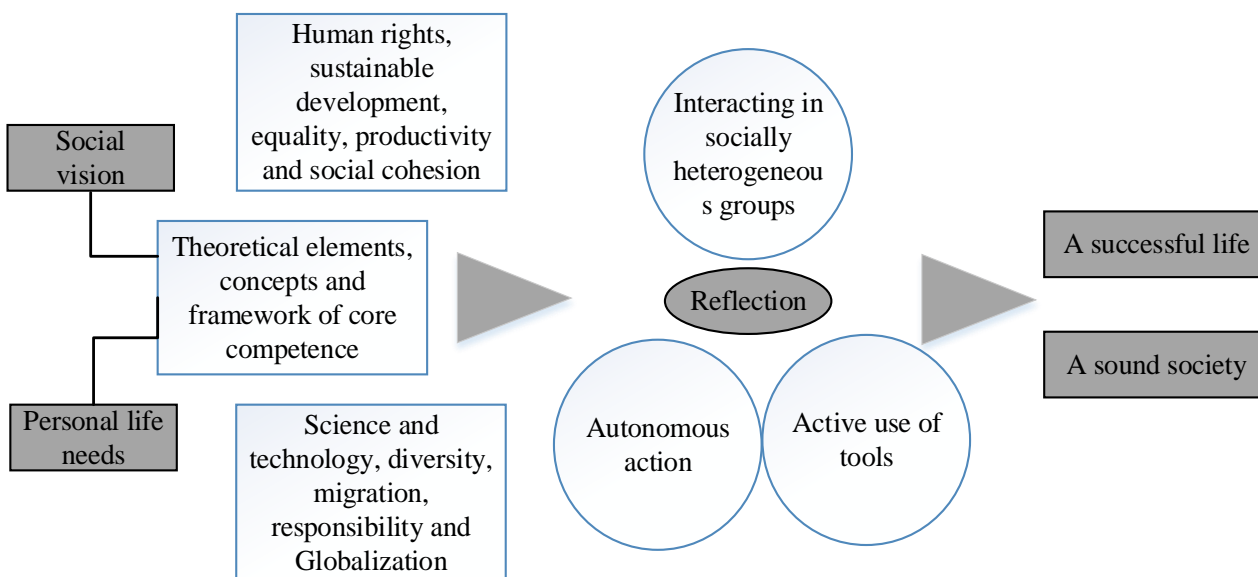 Human rights,
sustainable
development,
equality, productivity
and social cohesion
Social
vision
Theoretical elements,
concepts and
framework of core
competence
Personal life
needs
Science and
technology, diversity,
migration,
responsibility and
Globalization
Interacting in
socially
heterogeneou
s groups
Reflection
Autonomous
action
Active use of
tools
A successful life
A sound society